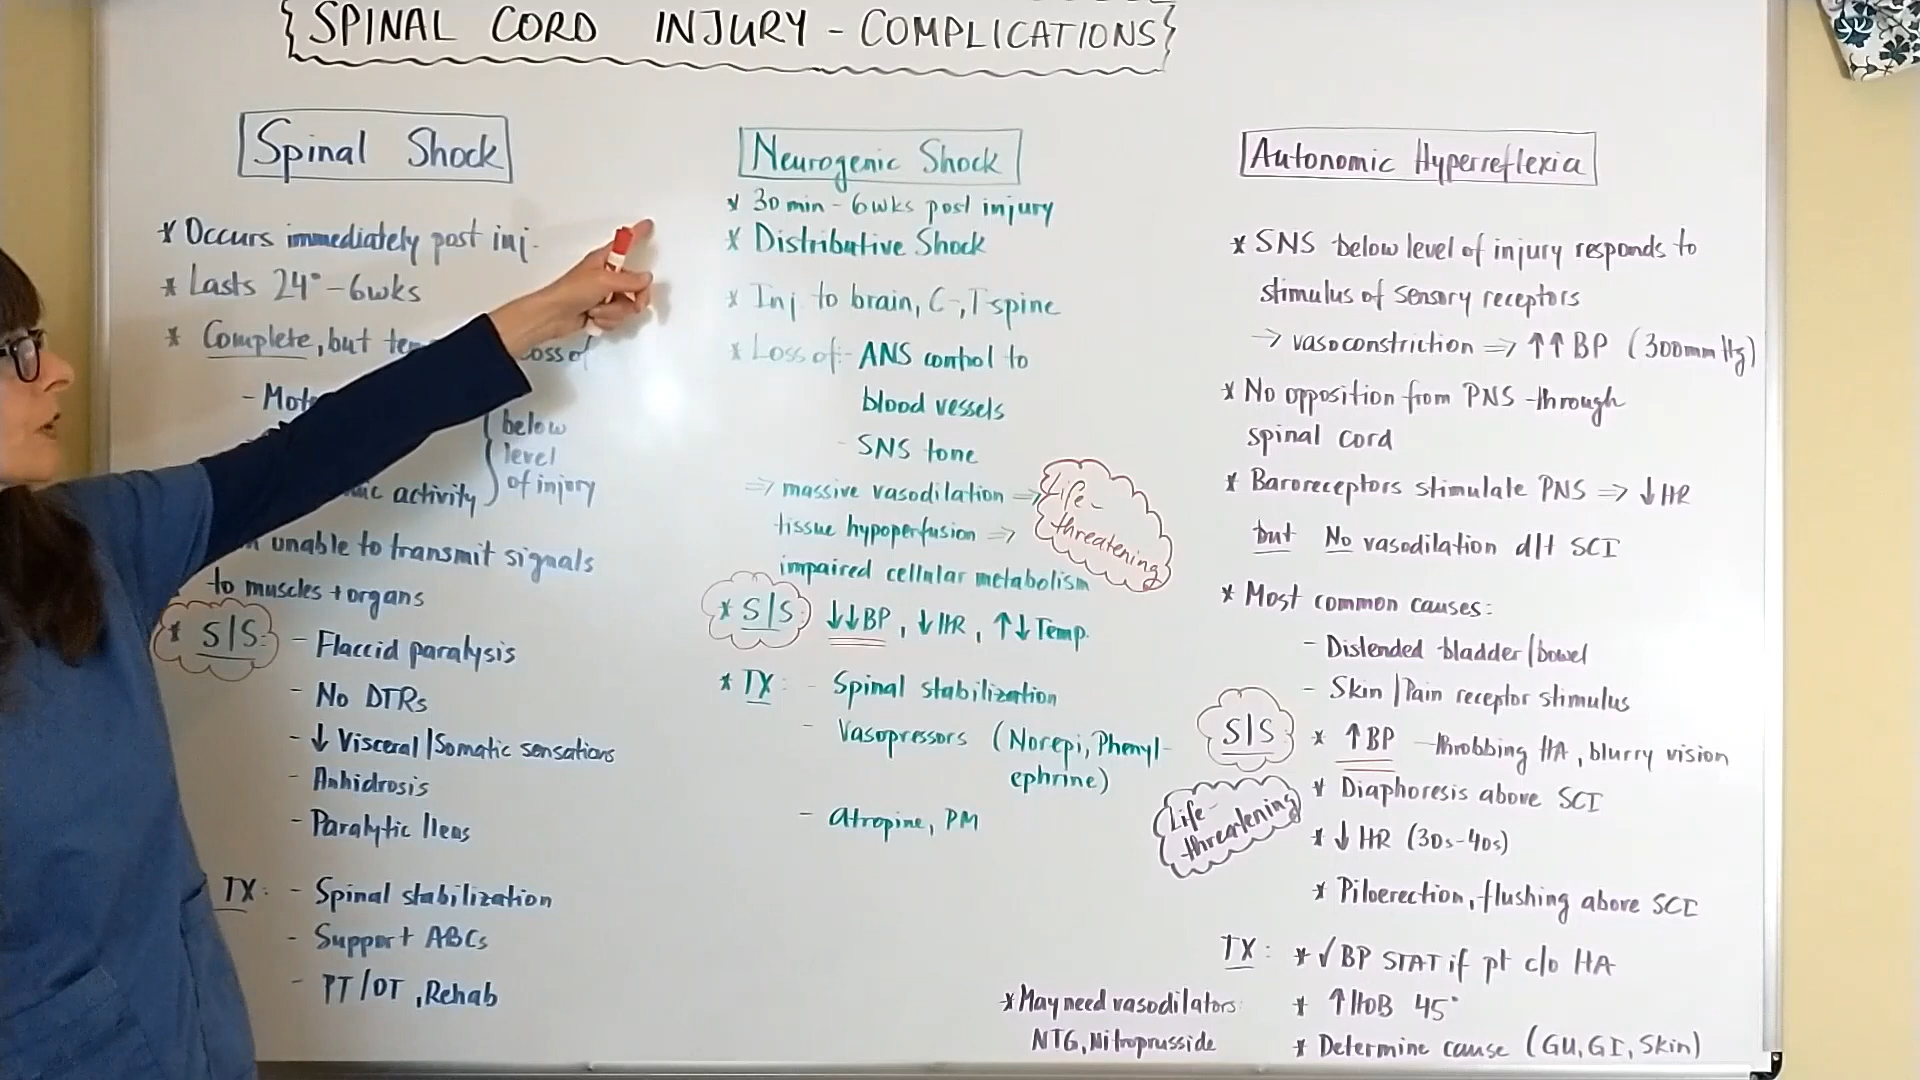 {SPINAL CORD INJURY - COMPLICATIONS}
Spinal Shock
* Occurs immediately post inj.
* Lasts 24° - 6wks
* Complete, but loss of
- Mot
activity
below
level
of injury
unable to transmit signals
to muscles + organs
* S/S: - Flaccid paralysis
- No DTRs
- ↓ Visceral/Somatic sensations
- Anhidrosis
- Paralytic Ileus
TX: - Spinal stabilization
- Support ABCs
- PT/OT, Rehab
Neurogenic Shock
* 30 min - 6wks post injury
* Distributive Shock
* Inj to brain, C-, T spine
* Loss of: - ANS control to
blood vessels
- SNS tone
⇒ massive vasodilation ⇒
tissue hypoperfusion ⇒
impaired cellular metabolism
Life-
threatening
* S/S: ↓↓BP, ↓HR, ↑↓Temp.
* TX: - Spinal stabilization
- Vasopressors (Norepi, Phenyl-
ephrine)
- Atropine, PM
Autonomic Hyperreflexia
* SNS below level of injury responds to
stimulus of sensory receptors
→ vasoconstriction ⇒ ↑↑ BP (300mmHg)
* No opposition from PNS - through
spinal cord
* Baroreceptors stimulate PNS ⇒ ↓HR
but No vasodilation d/t SCI
* Most common causes:
- Distended bladder/bowel
- Skin/Pain receptor stimulus
S/S: * ↑BP - throbbing HA, blurry vision
* Diaphoresis above SCI
Life-
threatening
* ↓ HR (30s-40s)
* Piloerection, flushing above SCI
TX: * √BP STAT if pt c/o HA
* ↑HOB 45°
* Determine cause (GU, GI, Skin)
* May need vasodilators:
NTG, Nitroprusside